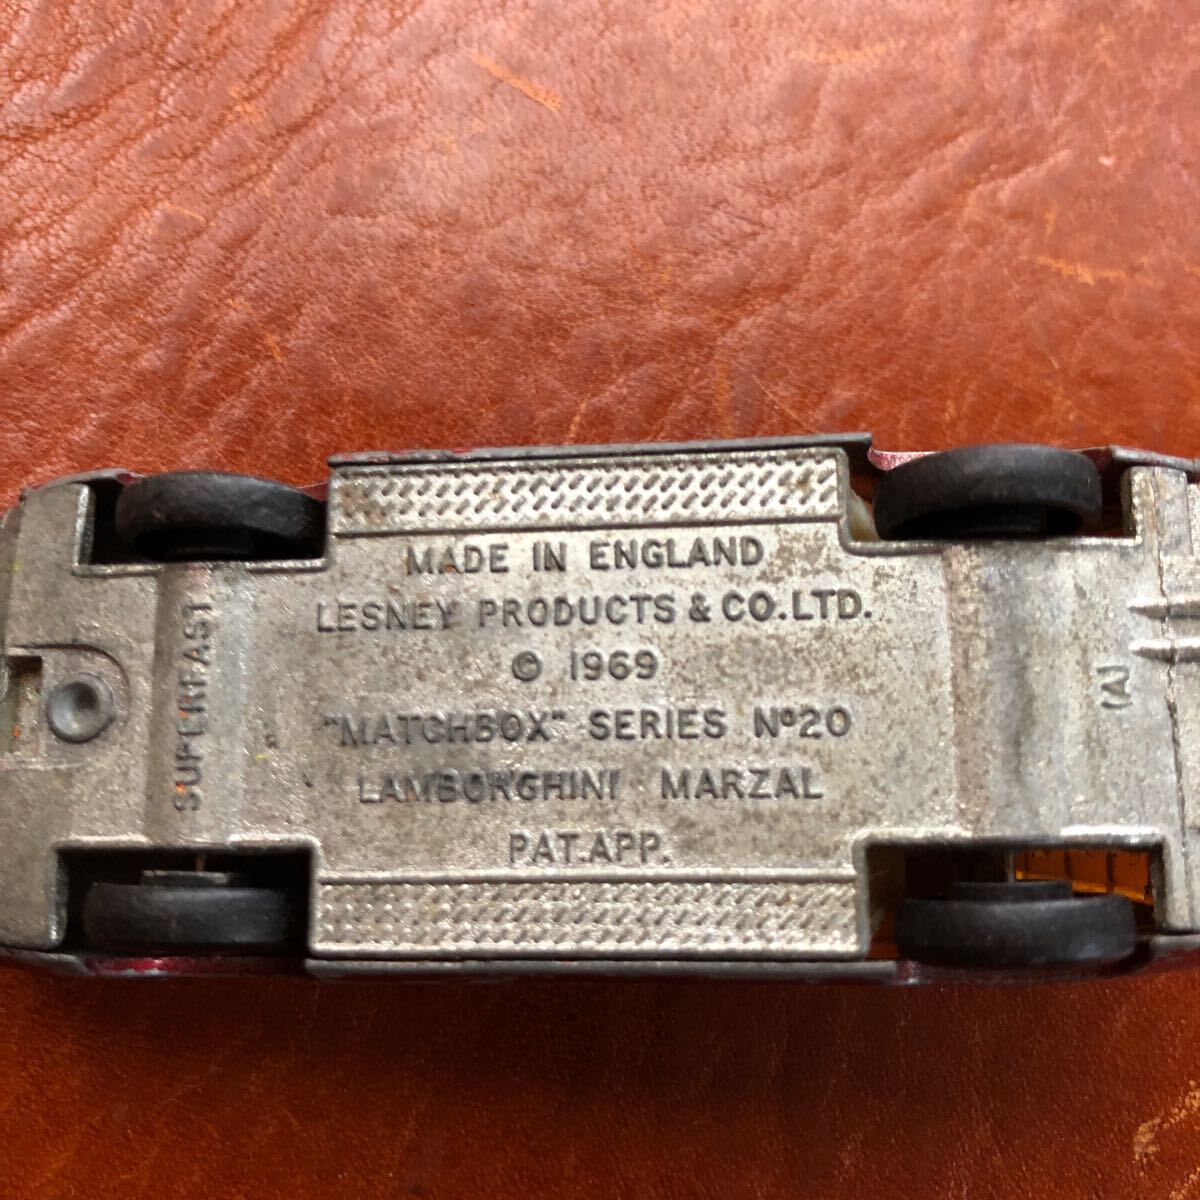 MADE IN ENGLAND
LESNEY PRODUCTS & CO.LTD.
© 1969
"MATCHBOX" SERIES Nº20
LAMBORGHINI MARZAL
PAT.APP.
SUPERFAST
(A)